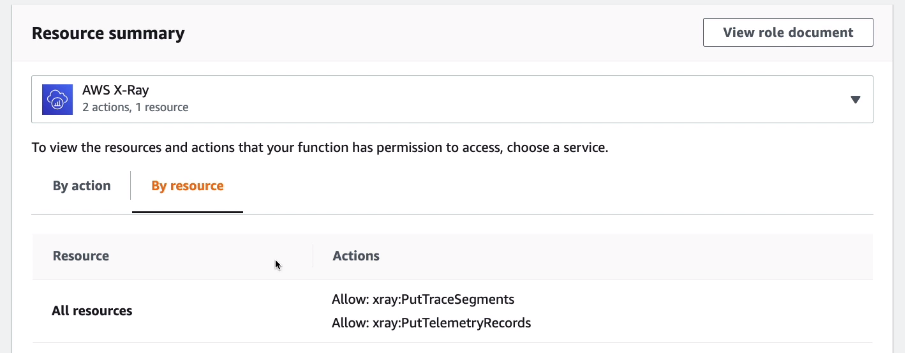 Resource summary
View role document
AWS X-Ray
2 actions, 1 resource
To view the resources and actions that your function has permission to access, choose a service.
By action
By resource
Resource
Actions
All resources
Allow: xray:PutTraceSegments
Allow: xray:PutTelemetryRecords